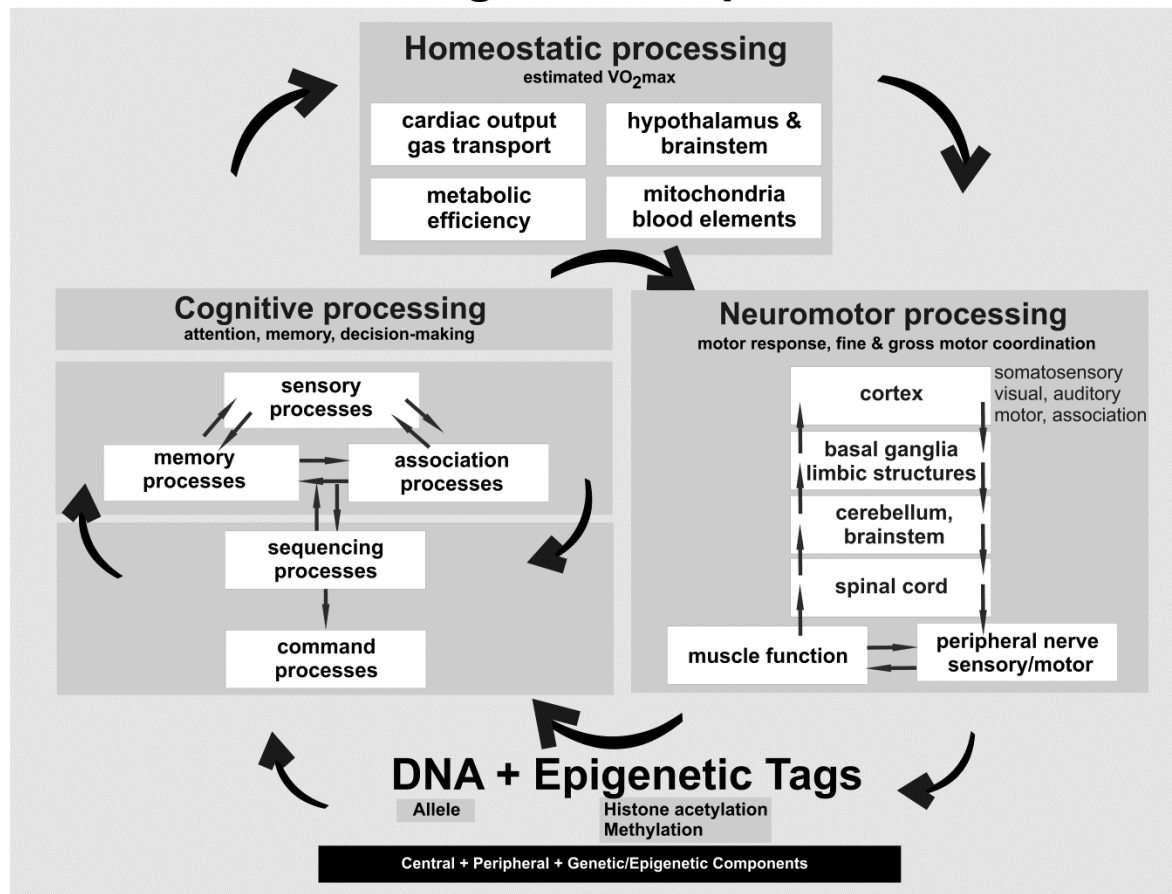 Homeostatic processing
estimated VO2max
cardiac output
gas transport
hypothalamus &
brainstem
metabolic
efficiency
mitochondria
blood elements
Cognitive processing
attention, memory, decision-making
sensory
processes
memory
processes
association
processes
sequencing
processes
command
processes
Neuromotor processing
motor response, fine & gross motor coordination
cortex
somatosensory
visual, auditory
motor, association
basal ganglia
limbic structures
cerebellum,
brainstem
spinal cord
muscle function
peripheral nerve
sensory/motor
DNA + Epigenetic Tags
Allele
Histone acetylation
Methylation
Central + Peripheral + Genetic/Epigenetic Components